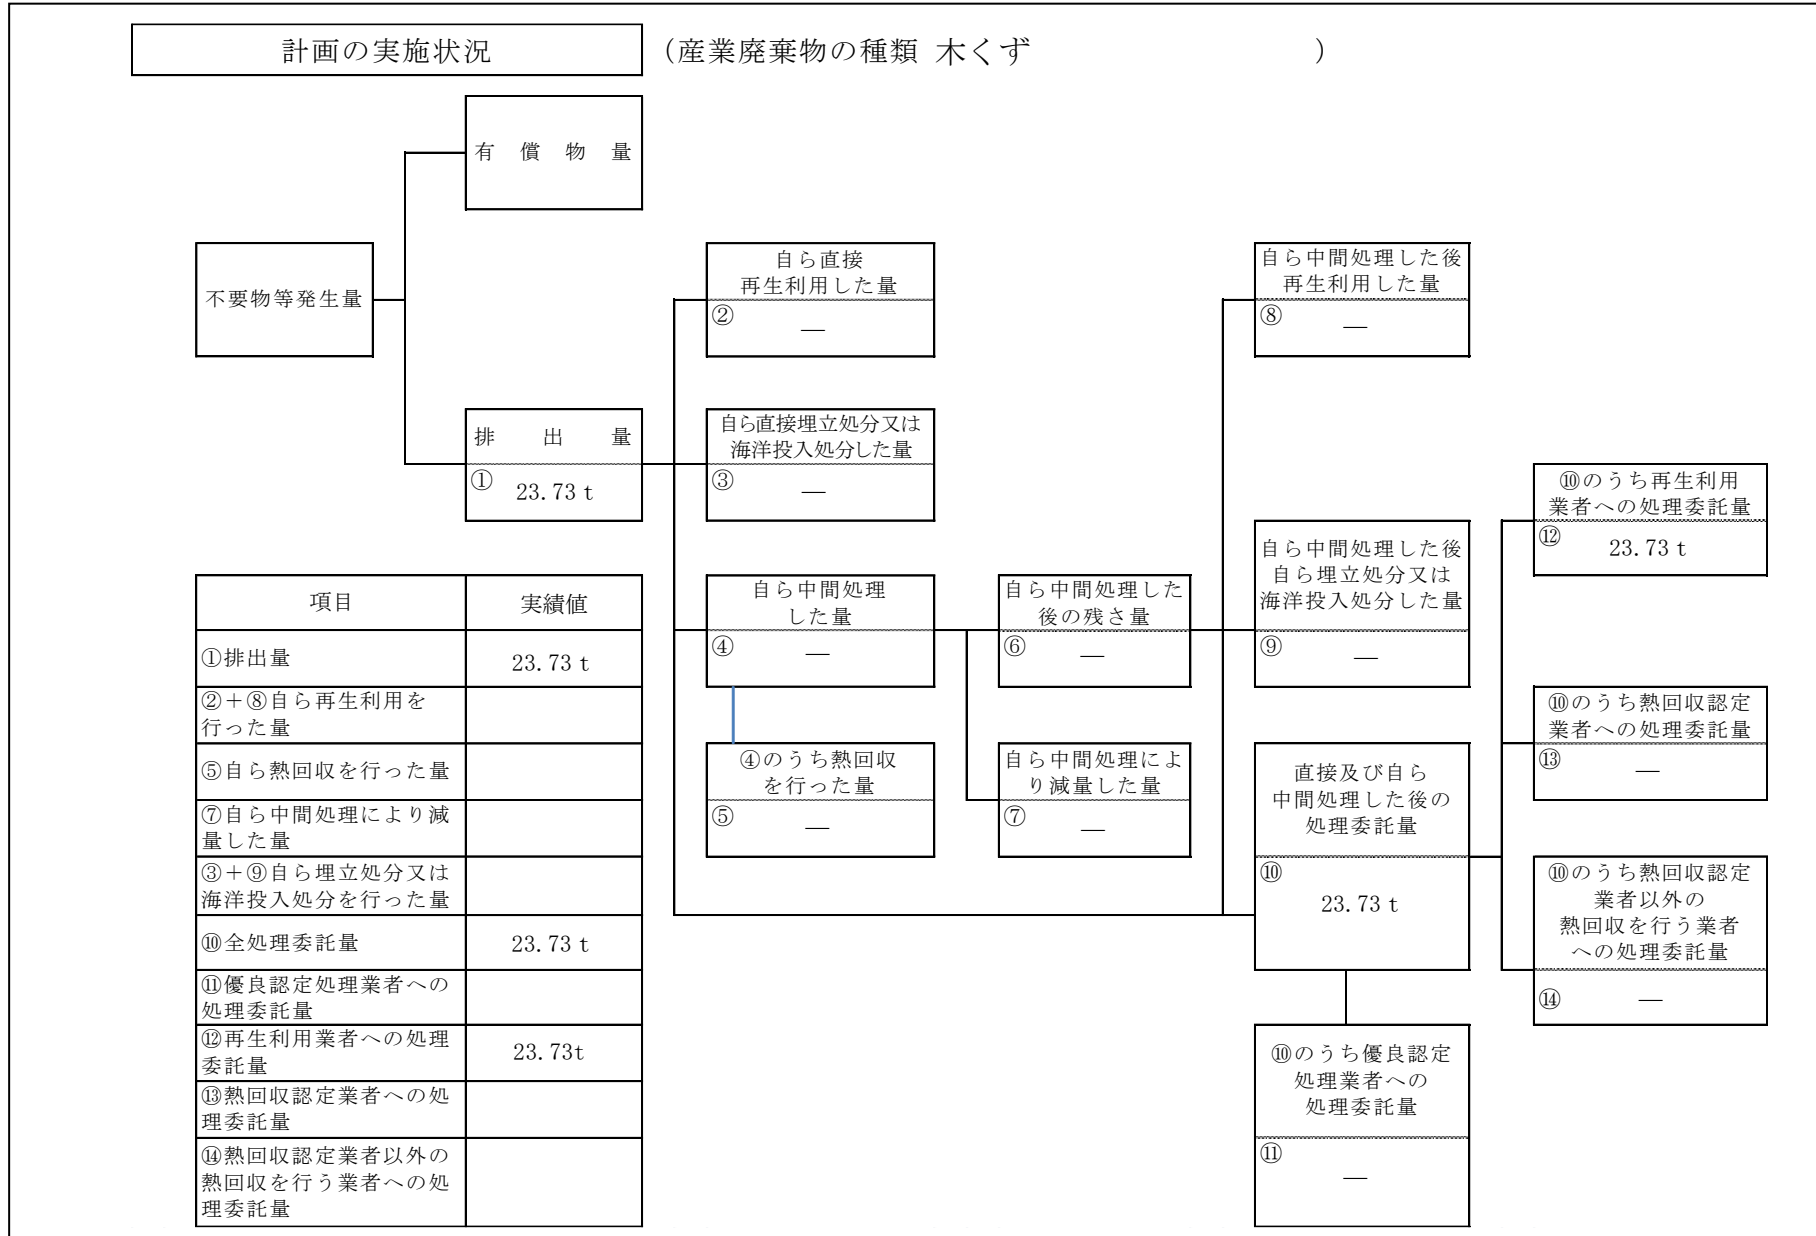 計画の実施状況
（産業廃棄物の種類 木くず ）
有 償 物 量
不要物等発生量
排 出 量
① 23.73 t
自ら直接
再生利用した量
② ―
自ら直接埋立処分又は
海洋投入処分した量
③ ―
自ら中間処理
した量
④ ―
④のうち熱回収
を行った量
⑤ ―
自ら中間処理した
後の残さ量
⑥ ―
自ら中間処理によ
り減量した量
⑦ ―
自ら中間処理した後
再生利用した量
⑧ ―
自ら中間処理した後
自ら埋立処分又は
海洋投入処分した量
⑨ ―
直接及び自ら
中間処理した後の
処理委託量
⑩
23.73 t
⑩のうち優良認定
処理業者への
処理委託量
⑪
―
⑩のうち再生利用
業者への処理委託量
⑫ 23.73 t
⑩のうち熱回収認定
業者への処理委託量
⑬ ―
⑩のうち熱回収認定
業者以外の
熱回収を行う業者
への処理委託量
⑭ ―
項目 実績値
①排出量 23.73 t
②＋⑧自ら再生利用を
行った量
⑤自ら熱回収を行った量
⑦自ら中間処理により減
量した量
③＋⑨自ら埋立処分又は
海洋投入処分を行った量
⑩全処理委託量 23.73 t
⑪優良認定処理業者への
処理委託量
⑫再生利用業者への処理
委託量 23.73t
⑬熱回収認定業者への処
理委託量
⑭熱回収認定業者以外の
熱回収を行う業者への処
理委託量